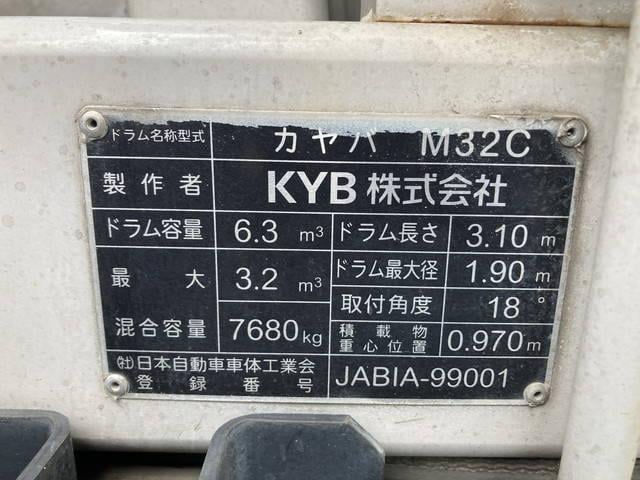 ドラム名称型式 カヤバ M32C
製作者 KYB 株式会社
ドラム容量 6.3 m³ ドラム長さ 3.10 m
最大 3.2 m³ ドラム最大径 1.90 m
取付角度 18°
混合容量 7680 kg 積載物重心位置 0.970 m
㈳日本自動車車体工業会
登録番号 JABIA-99001